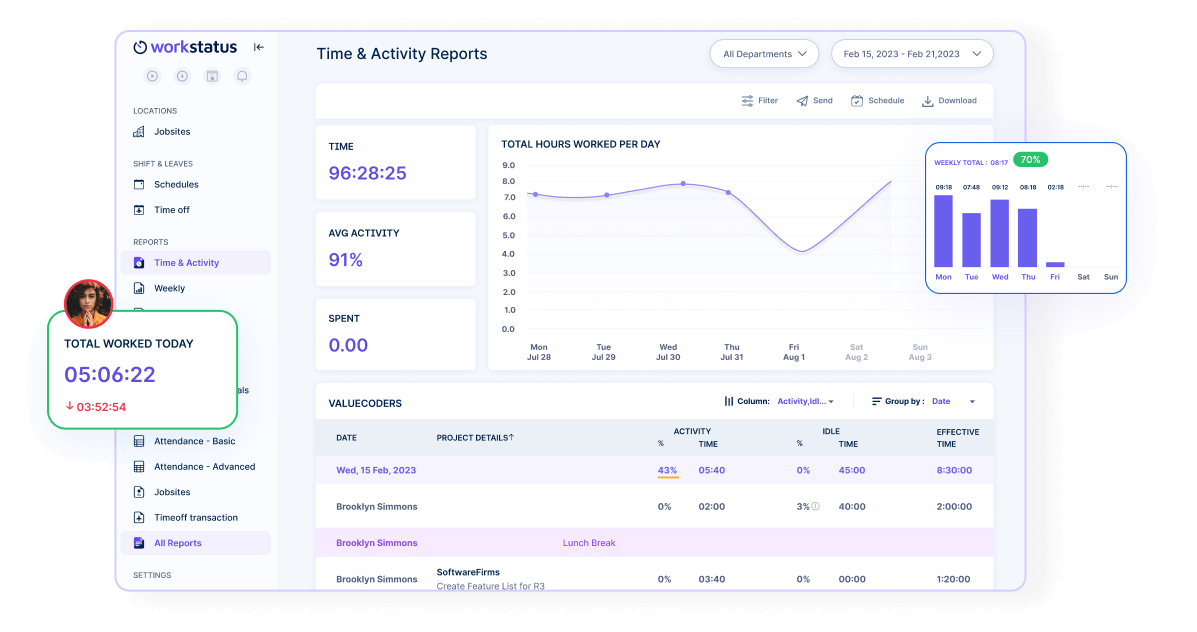 workstatus
LOCATIONS
Jobsites
SHIFT & LEAVES
Schedules
Time off
REPORTS
Time & Activity
Weekly
TOTAL WORKED TODAY
05:06:22
↓ 03:52:54
als
Attendance - Basic
Attendance - Advanced
Jobsites
Timeoff transaction
All Reports
SETTINGS
Time & Activity Reports
All Departments
Feb 15, 2023 - Feb 21,2023
Filter Send Schedule Download
TIME
96:28:25
AVG ACTIVITY
91%
SPENT
0.00
TOTAL HOURS WORKED PER DAY
9.0
8.0
7.0
6.0
5.0
4.0
3.0
2.0
1.0
0.0
Mon Tue Wed Thu Fri Sat Sun
Jul 28 Jul 29 Jul 30 Jul 31 Aug 1 Aug 2 Aug 3
WEEKLY TOTAL : 08:17 70%
09:18 07:48 09:12 08:18 02:18 --:-- --:--
Mon Tue Wed Thu Fri Sat Sun
VALUECODERS
Column: Activity,Idl... Group by : Date
ACTIVITY IDLE EFFECTIVE
DATE PROJECT DETAILS↑ % TIME % TIME TIME
Wed, 15 Feb, 2023 43% 05:40 0% 45:00 8:30:00
Brooklyn Simmons 0% 02:00 3% 40:00 2:00:00
Brooklyn Simmons Lunch Break
SoftwareFirms
Brooklyn Simmons 0% 03:40 0% 00:00 1:20:00
Create Feature List for R3